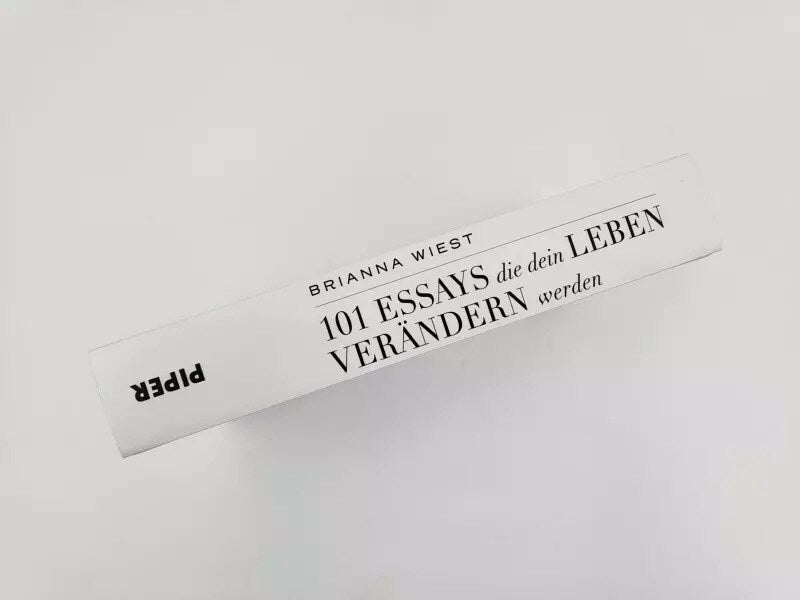 BRIANNA WIEST
101 ESSAYS die dein LEBEN
VERÄNDERN werden
PIPER